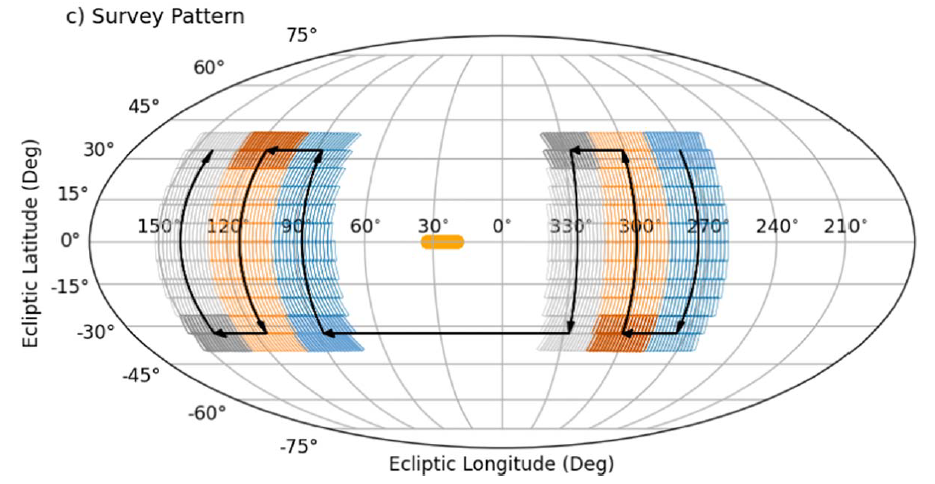 c) Survey Pattern
75°
60°
45°
30°
15°
150° 120° 90° 60° 30° 0° 330° 300° 270° 240° 210°
0°
-15°
-30°
-45°
-60°
-75°
Ecliptic Latitude (Deg)
Ecliptic Longitude (Deg)